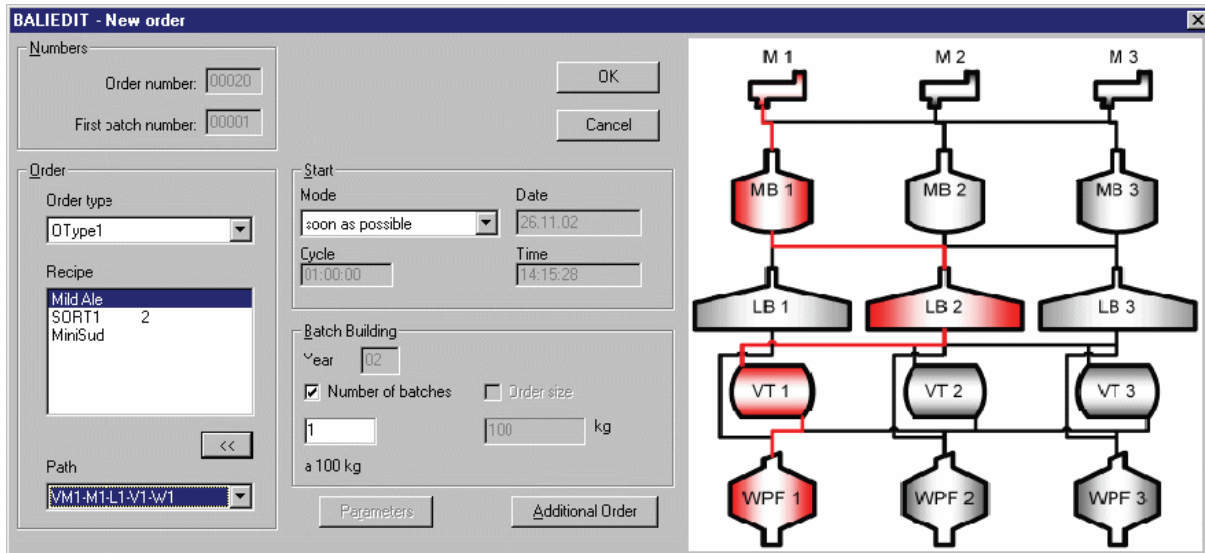 BALIEDIT - New order
Numbers
Order number: 00020
First batch number: 00001
OK
Cancel
Order
Order type
OType1
Recipe
Mild Ale
SORT1 2
MiniSud
<<
Path
VM1-M1-L1-V1-W1
Start
Mode
soon as possible
Date
26.11.02
Cycle
01:00:00
Time
14:15:28
Batch Building
Year 02
Number of batches
Order size
1
100 kg
a 100 kg
Parameters
Additional Order
M 1 M 2 M 3
MB 1 MB 2 MB 3
LB 1 LB 2 LB 3
VT 1 VT 2 VT 3
WPF 1 WPF 2 WPF 3